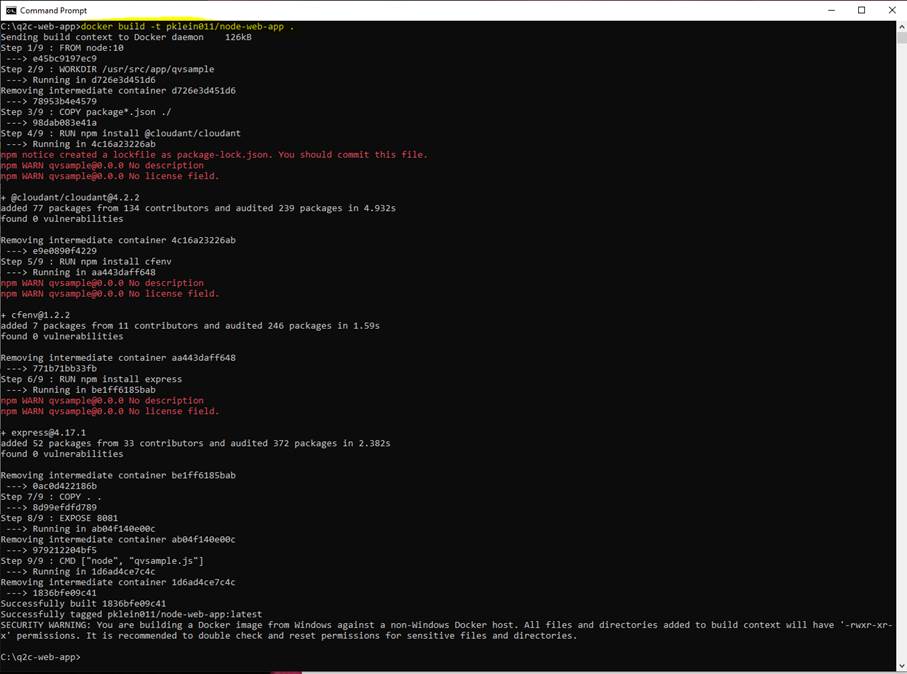 Command Prompt
C:\q2c-web-app>docker build -t pklein011/node-web-app .
Sending build context to Docker daemon    126kB
Step 1/9 : FROM node:10
 ---> e45bc9197ec9
Step 2/9 : WORKDIR /usr/src/app/qvsample
 ---> Running in d726e3d451d6
Removing intermediate container d726e3d451d6
 ---> 78953b4e4579
Step 3/9 : COPY package*.json ./
 ---> 98dab083e41a
Step 4/9 : RUN npm install @cloudant/cloudant
 ---> Running in 4c16a23226ab
npm notice created a lockfile as package-lock.json. You should commit this file.
npm WARN qvsample@0.0.0 No description
npm WARN qvsample@0.0.0 No license field.
+ @cloudant/cloudant@4.2.2
added 77 packages from 134 contributors and audited 239 packages in 4.932s
found 0 vulnerabilities
Removing intermediate container 4c16a23226ab
 ---> e9e0890f4229
Step 5/9 : RUN npm install cfenv
 ---> Running in aa443daff648
npm WARN qvsample@0.0.0 No description
npm WARN qvsample@0.0.0 No license field.
+ cfenv@1.2.2
added 7 packages from 11 contributors and audited 246 packages in 1.59s
found 0 vulnerabilities
Removing intermediate container aa443daff648
 ---> 771b71bb33fb
Step 6/9 : RUN npm install express
 ---> Running in be1ff6185bab
npm WARN qvsample@0.0.0 No description
npm WARN qvsample@0.0.0 No license field.
+ express@4.17.1
added 52 packages from 33 contributors and audited 372 packages in 2.382s
found 0 vulnerabilities
Removing intermediate container be1ff6185bab
 ---> 0ac0d422186b
Step 7/9 : COPY . .
 ---> 8d99efdfd789
Step 8/9 : EXPOSE 8081
 ---> Running in ab04f140e00c
Removing intermediate container ab04f140e00c
 ---> 979212204bf5
Step 9/9 : CMD ["node", "qvsample.js"]
 ---> Running in 1d6ad4ce7c4c
Removing intermediate container 1d6ad4ce7c4c
 ---> 1836bfe09c41
Successfully built 1836bfe09c41
Successfully tagged pklein011/node-web-app:latest
SECURITY WARNING: You are building a Docker image from Windows against a non-Windows Docker host. All files and directories added to build context will have '-rwxr-xr-
x' permissions. It is recommended to double check and reset permissions for sensitive files and directories.
C:\q2c-web-app>